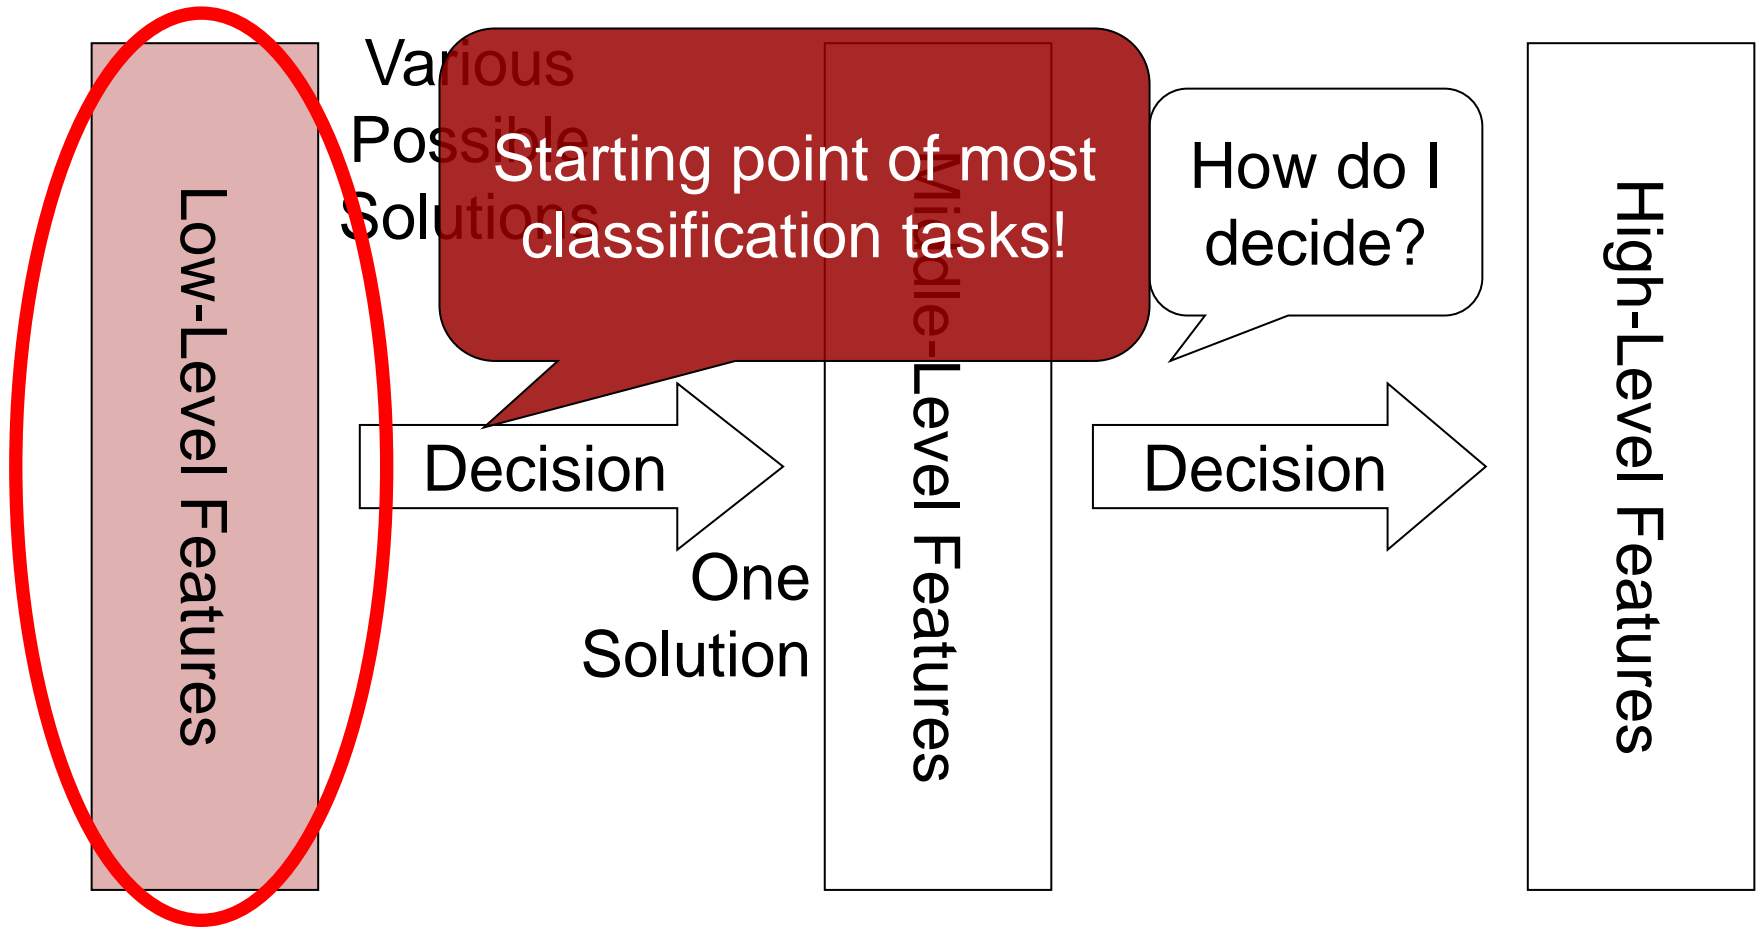 Low-Level Features
Various
Possible
Solutions
Starting point of most
classification tasks!
Decision
One
Solution
Middle-Level Features
How do I
decide?
Decision
High-Level Features